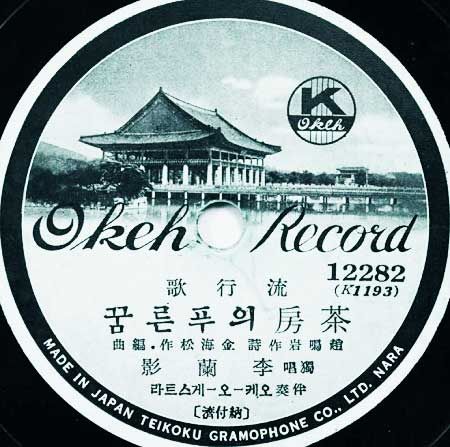 K
Okeh
Okeh Record
12282
(K1193)
流行歌
茶房의푸른꿈
趙鳴岩作詩 金海松作・編曲
獨唱 李蘭影
伴奏 오케-오-게스트라
〔納付済〕
MADE IN JAPAN TEIKOKU GRAMOPHONE CO., LTD. NARA